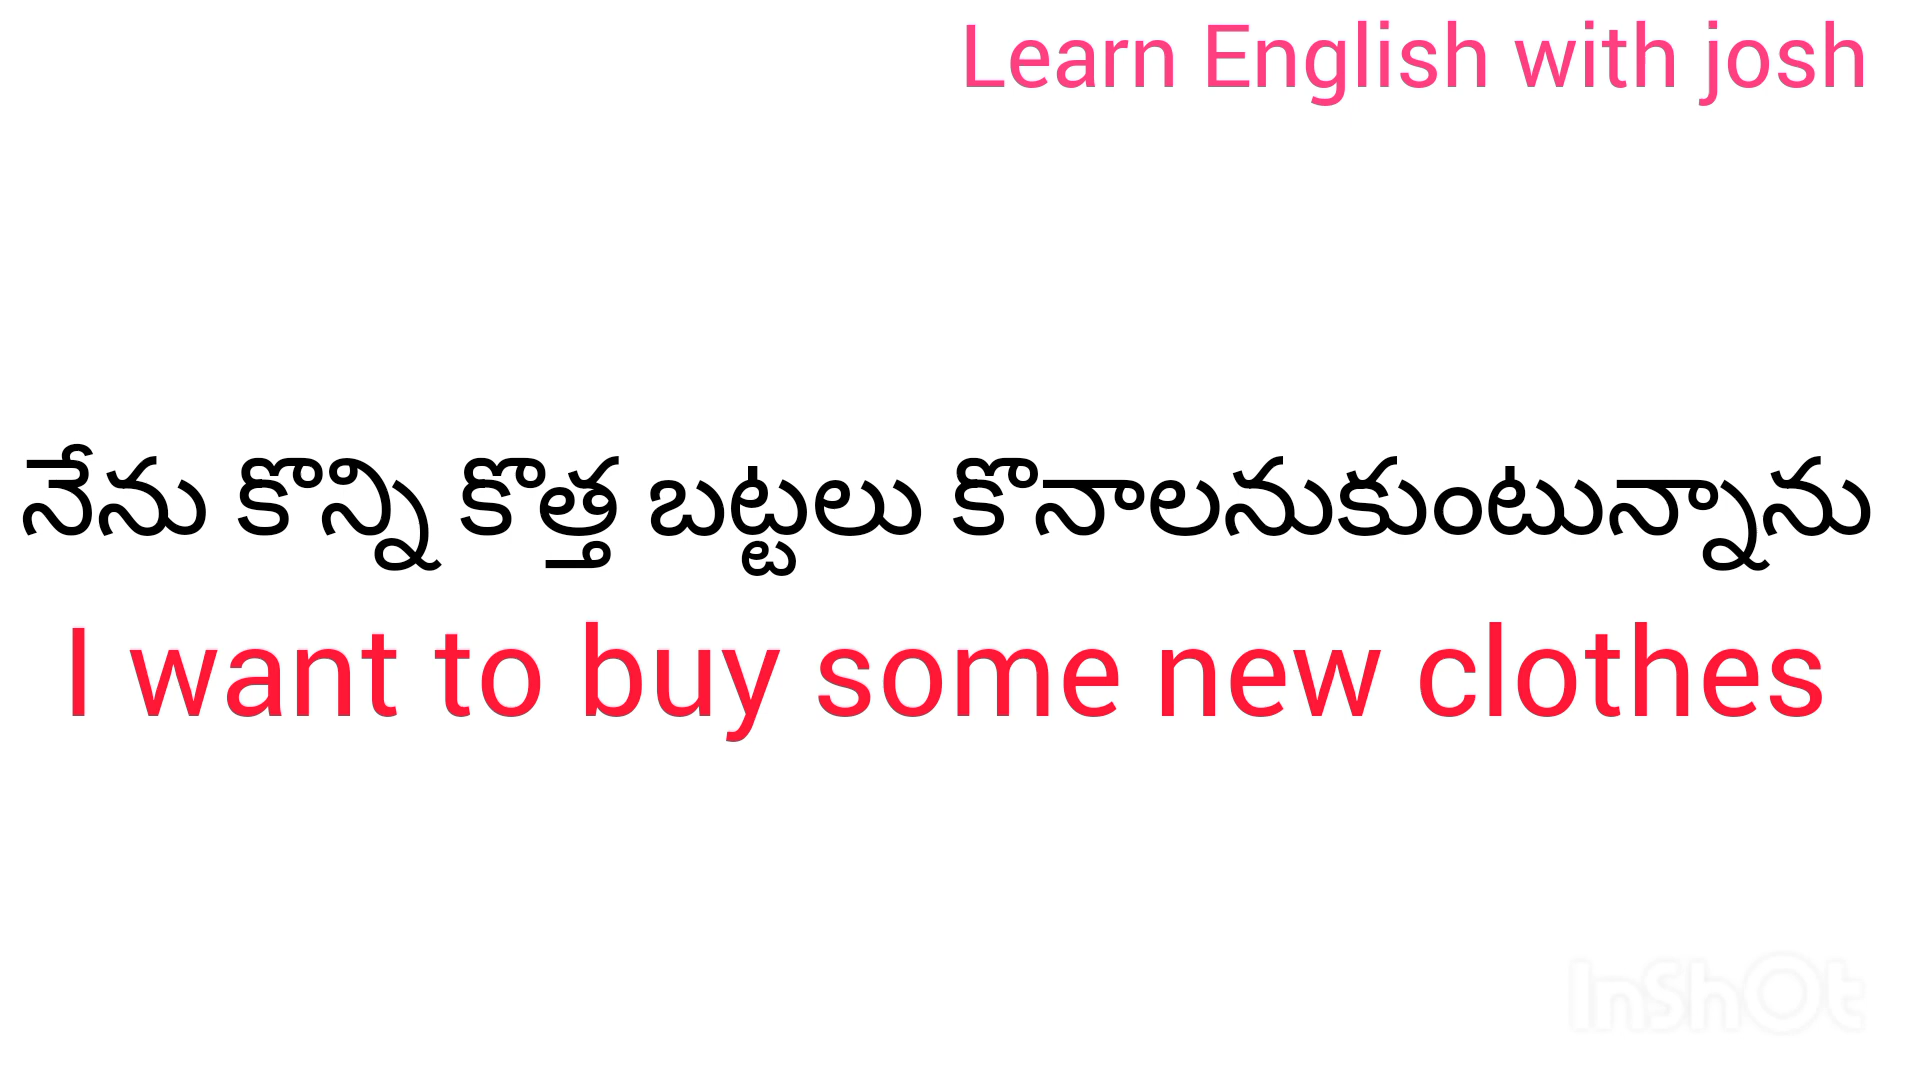 Learn English with josh
నేను కొన్ని కొత్త బట్టలు కొనాలనుకుంటున్నాను
I want to buy some new clothes
InShOt